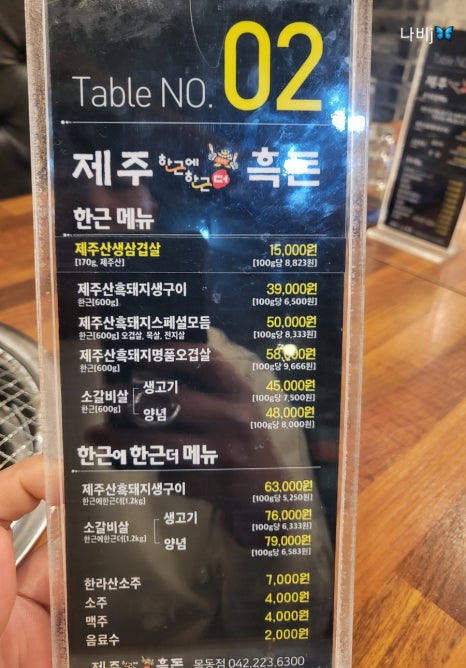 나비j🦋
Table NO. 02
제주 한근에 한근 더 흑돈
한근 메뉴
제주산생삼겹살 15,000원
[170g, 제주산] [100g당 8,823원]
제주산흑돼지생구이 39,000원
한근[600g] [100g당 6,500원]
제주산흑돼지스페셜모듬 50,000원
한근[600g] 오겹살, 목살, 전지살 [100g당 8,333원]
제주산흑돼지명품오겹살 58,000원
한근[600g] [100g당 9,666원]
소갈비살 생고기 45,000원
한근[600g] [100g당 7,500원]
양념 48,000원
[100g당 8,000원]
한근에 한근더 메뉴
제주산흑돼지생구이 63,000원
한근에한근더[1.2kg] [100g당 5,250원]
소갈비살 생고기 76,000원
한근에한근더[1.2kg] [100g당 6,333원]
양념 79,000원
[100g당 6,583원]
한라산소주 7,000원
소주 4,000원
맥주 4,000원
음료수 2,000원
제주 흑돈 목동점 042.223.6300
제주